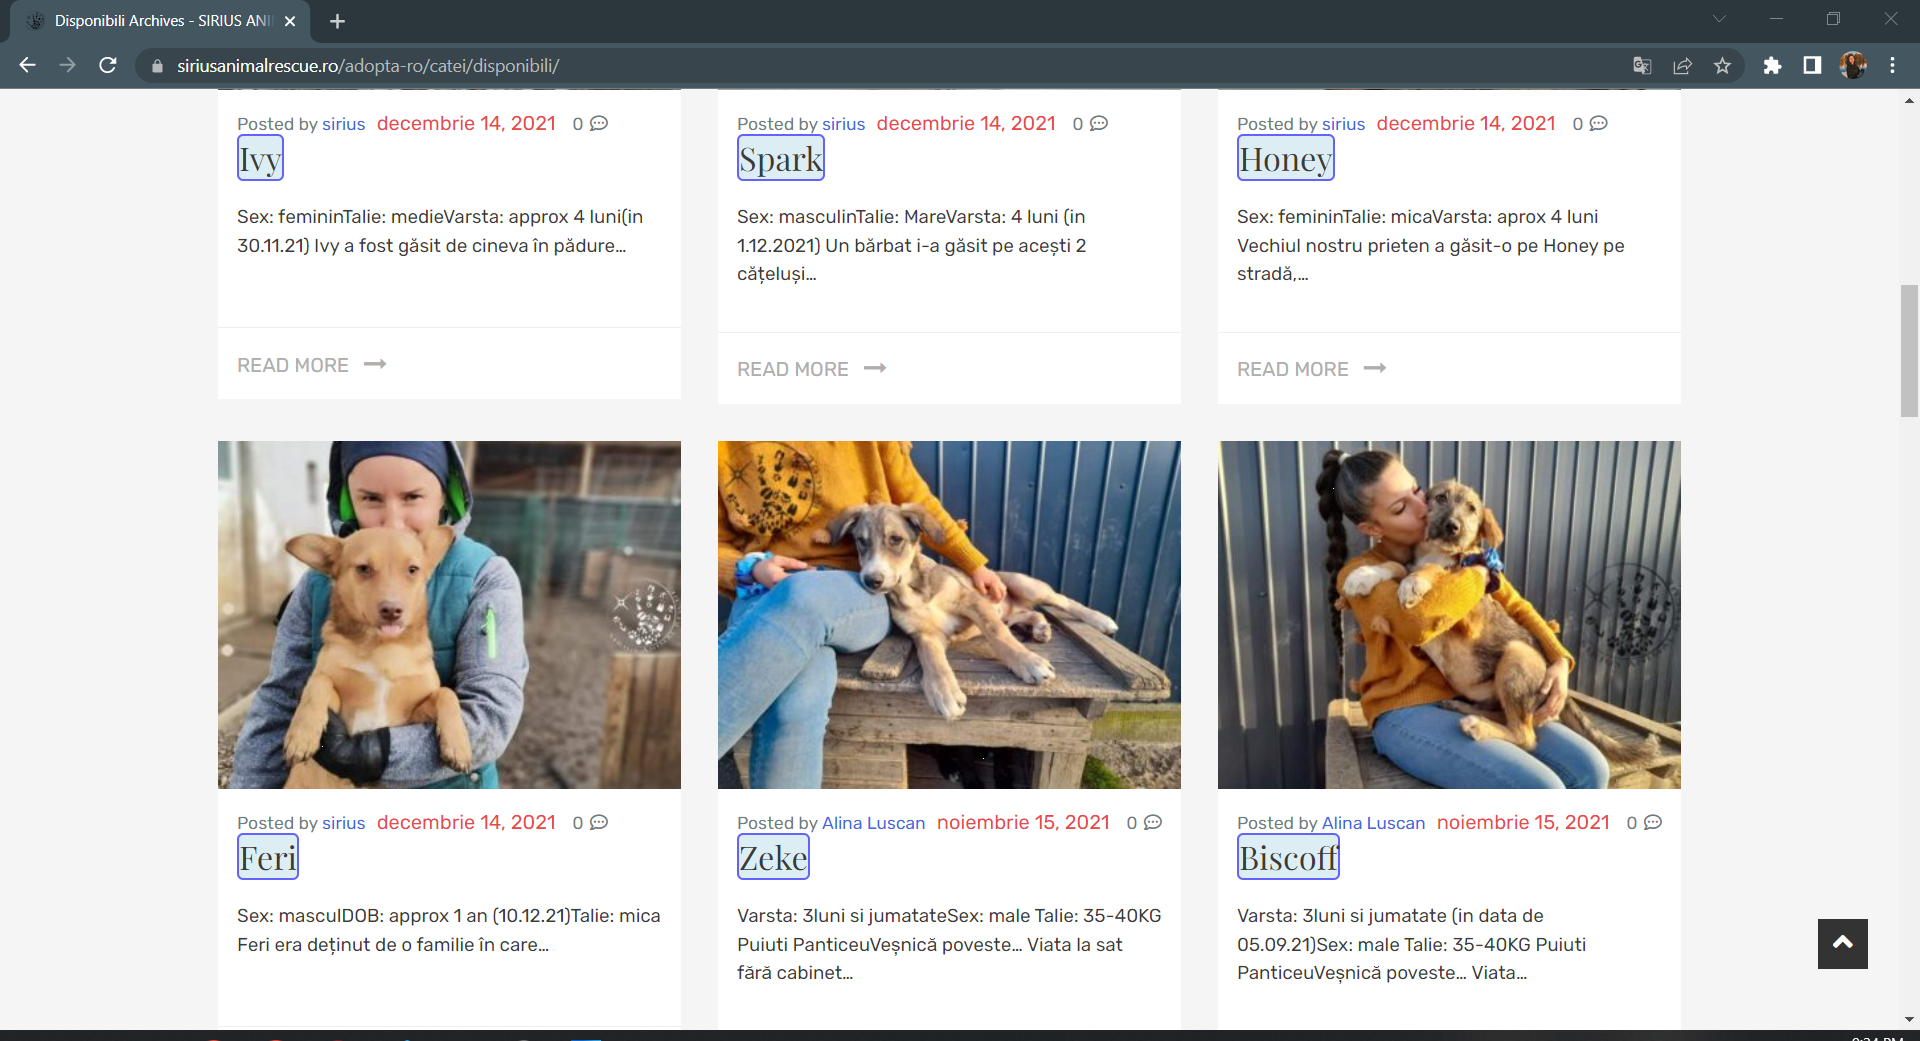 Disponibili Archives - SIRIUS ANI
siriusanimalrescue.ro/adopta-ro/catei/disponibili/
Posted by sirius decembrie 14, 2021 0
Ivy
Sex: femininTalie: medieVarsta: approx 4 luni(in
30.11.21) Ivy a fost găsit de cineva în pădure...
READ MORE
Posted by sirius decembrie 14, 2021 0
Spark
Sex: masculinTalie: MareVarsta: 4 luni (in
1.12.2021) Un bărbat i-a găsit pe acești 2
cățeluși...
READ MORE
Posted by sirius decembrie 14, 2021 0
Honey
Sex: femininTalie: micaVarsta: aprox 4 luni
Vechiul nostru prieten a găsit-o pe Honey pe
stradă,...
READ MORE
Posted by sirius decembrie 14, 2021 0
Feri
Sex: masculDOB: approx 1 an (10.12.21)Talie: mica
Feri era deținut de o familie în care...
Posted by Alina Luscan noiembrie 15, 2021 0
Zeke
Varsta: 3luni si jumatateSex: male Talie: 35-40KG
Puiuti PanticeuVeșnică poveste... Viata la sat
fără cabinet...
Posted by Alina Luscan noiembrie 15, 2021 0
Biscoff
Varsta: 3luni si jumatate (in data de
05.09.21)Sex: male Talie: 35-40KG Puiuti
PanticeuVeșnică poveste... Viata...